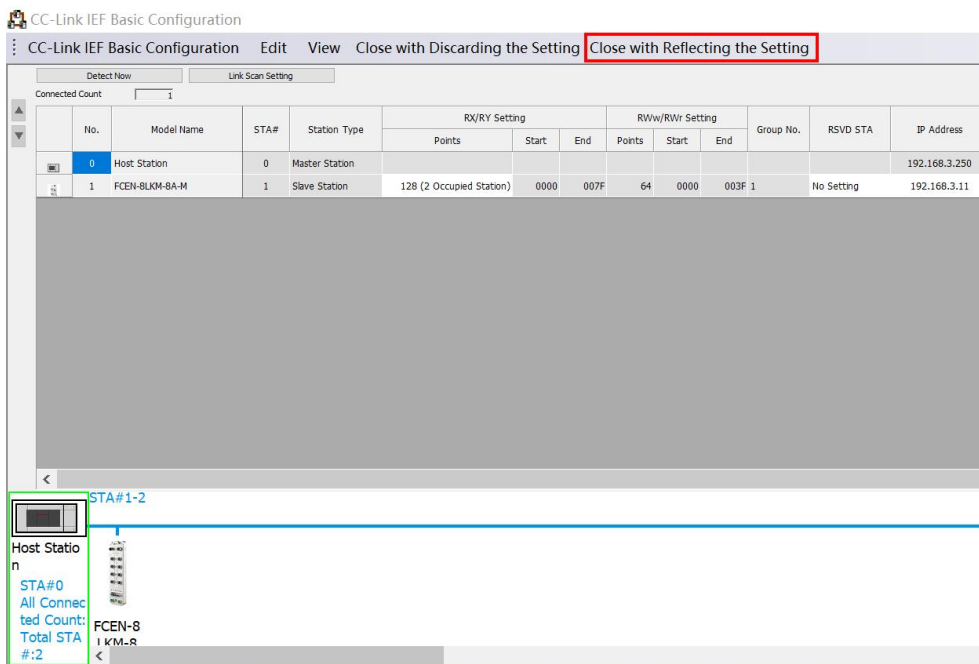 CC-Link IEF Basic Configuration
CC-Link IEF Basic Configuration Edit View Close with Discarding the Setting Close with Reflecting the Setting
Detect Now Link Scan Setting
Connected Count 1
No. Model Name STA# Station Type RX/RY Setting RWw/RWr Setting Group No. RSVD STA IP Address
Points Start End Points Start End
0 Host Station 0 Master Station 192.168.3.250
1 FCEN-8LKM-8A-M 1 Slave Station 128 (2 Occupied Station) 0000 007F 64 0000 003F 1 No Setting 192.168.3.11
STA#1-2
Host Statio
n
STA#0
All Connec
ted Count:
Total STA
#:2
FCEN-8
LKM-8